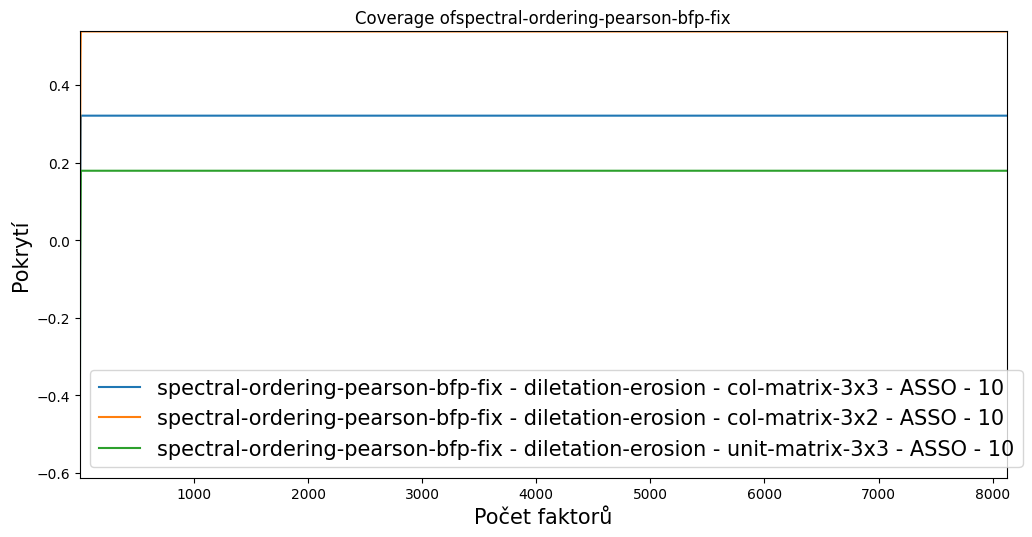 Coverage ofspectral-ordering-pearson-bfp-fix
0.4
0.2
0.0
−0.2
−0.4
−0.6
Pokrytí
spectral-ordering-pearson-bfp-fix - diletation-erosion - col-matrix-3x3 - ASSO - 10
spectral-ordering-pearson-bfp-fix - diletation-erosion - col-matrix-3x2 - ASSO - 10
spectral-ordering-pearson-bfp-fix - diletation-erosion - unit-matrix-3x3 - ASSO - 10
1000 2000 3000 4000 5000 6000 7000 8000
Počet faktorů